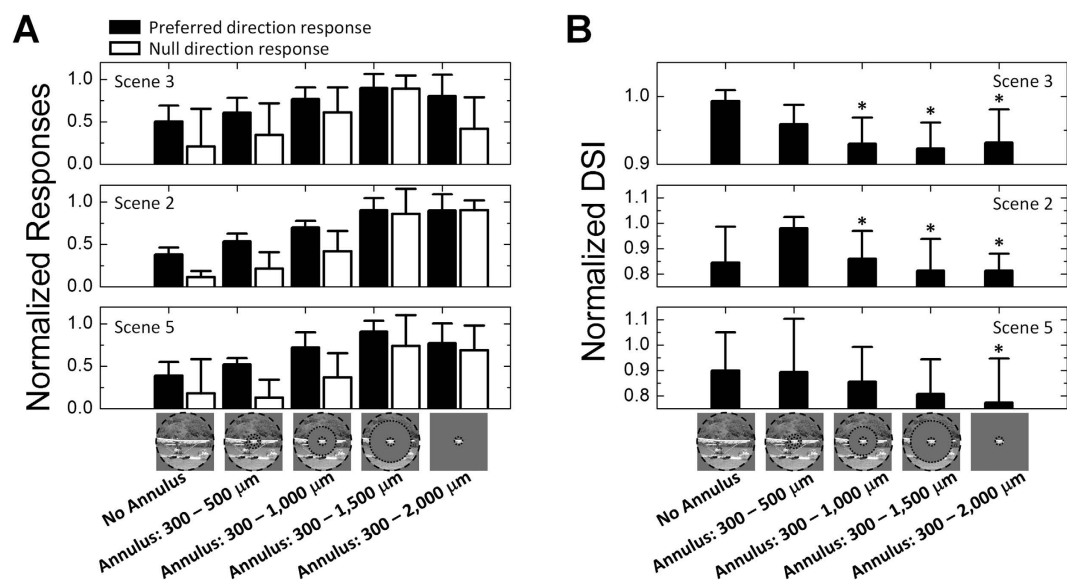 A
Preferred direction response
Null direction response
Normalized Responses
Scene 3
1.0
0.5
0.0
Scene 2
1.0
0.5
0.0
Scene 5
1.0
0.5
0.0
No Annulus
Annulus: 300 – 500 μm
Annulus: 300 – 1,000 μm
Annulus: 300 – 1,500 μm
Annulus: 300 – 2,000 μm
B
Normalized DSI
Scene 3
1.0
0.9
* * *
Scene 2
1.1
1.0
0.9
0.8
* * *
Scene 5
1.1
1.0
0.9
0.8
*
No Annulus
Annulus: 300 – 500 μm
Annulus: 300 – 1,000 μm
Annulus: 300 – 1,500 μm
Annulus: 300 – 2,000 μm